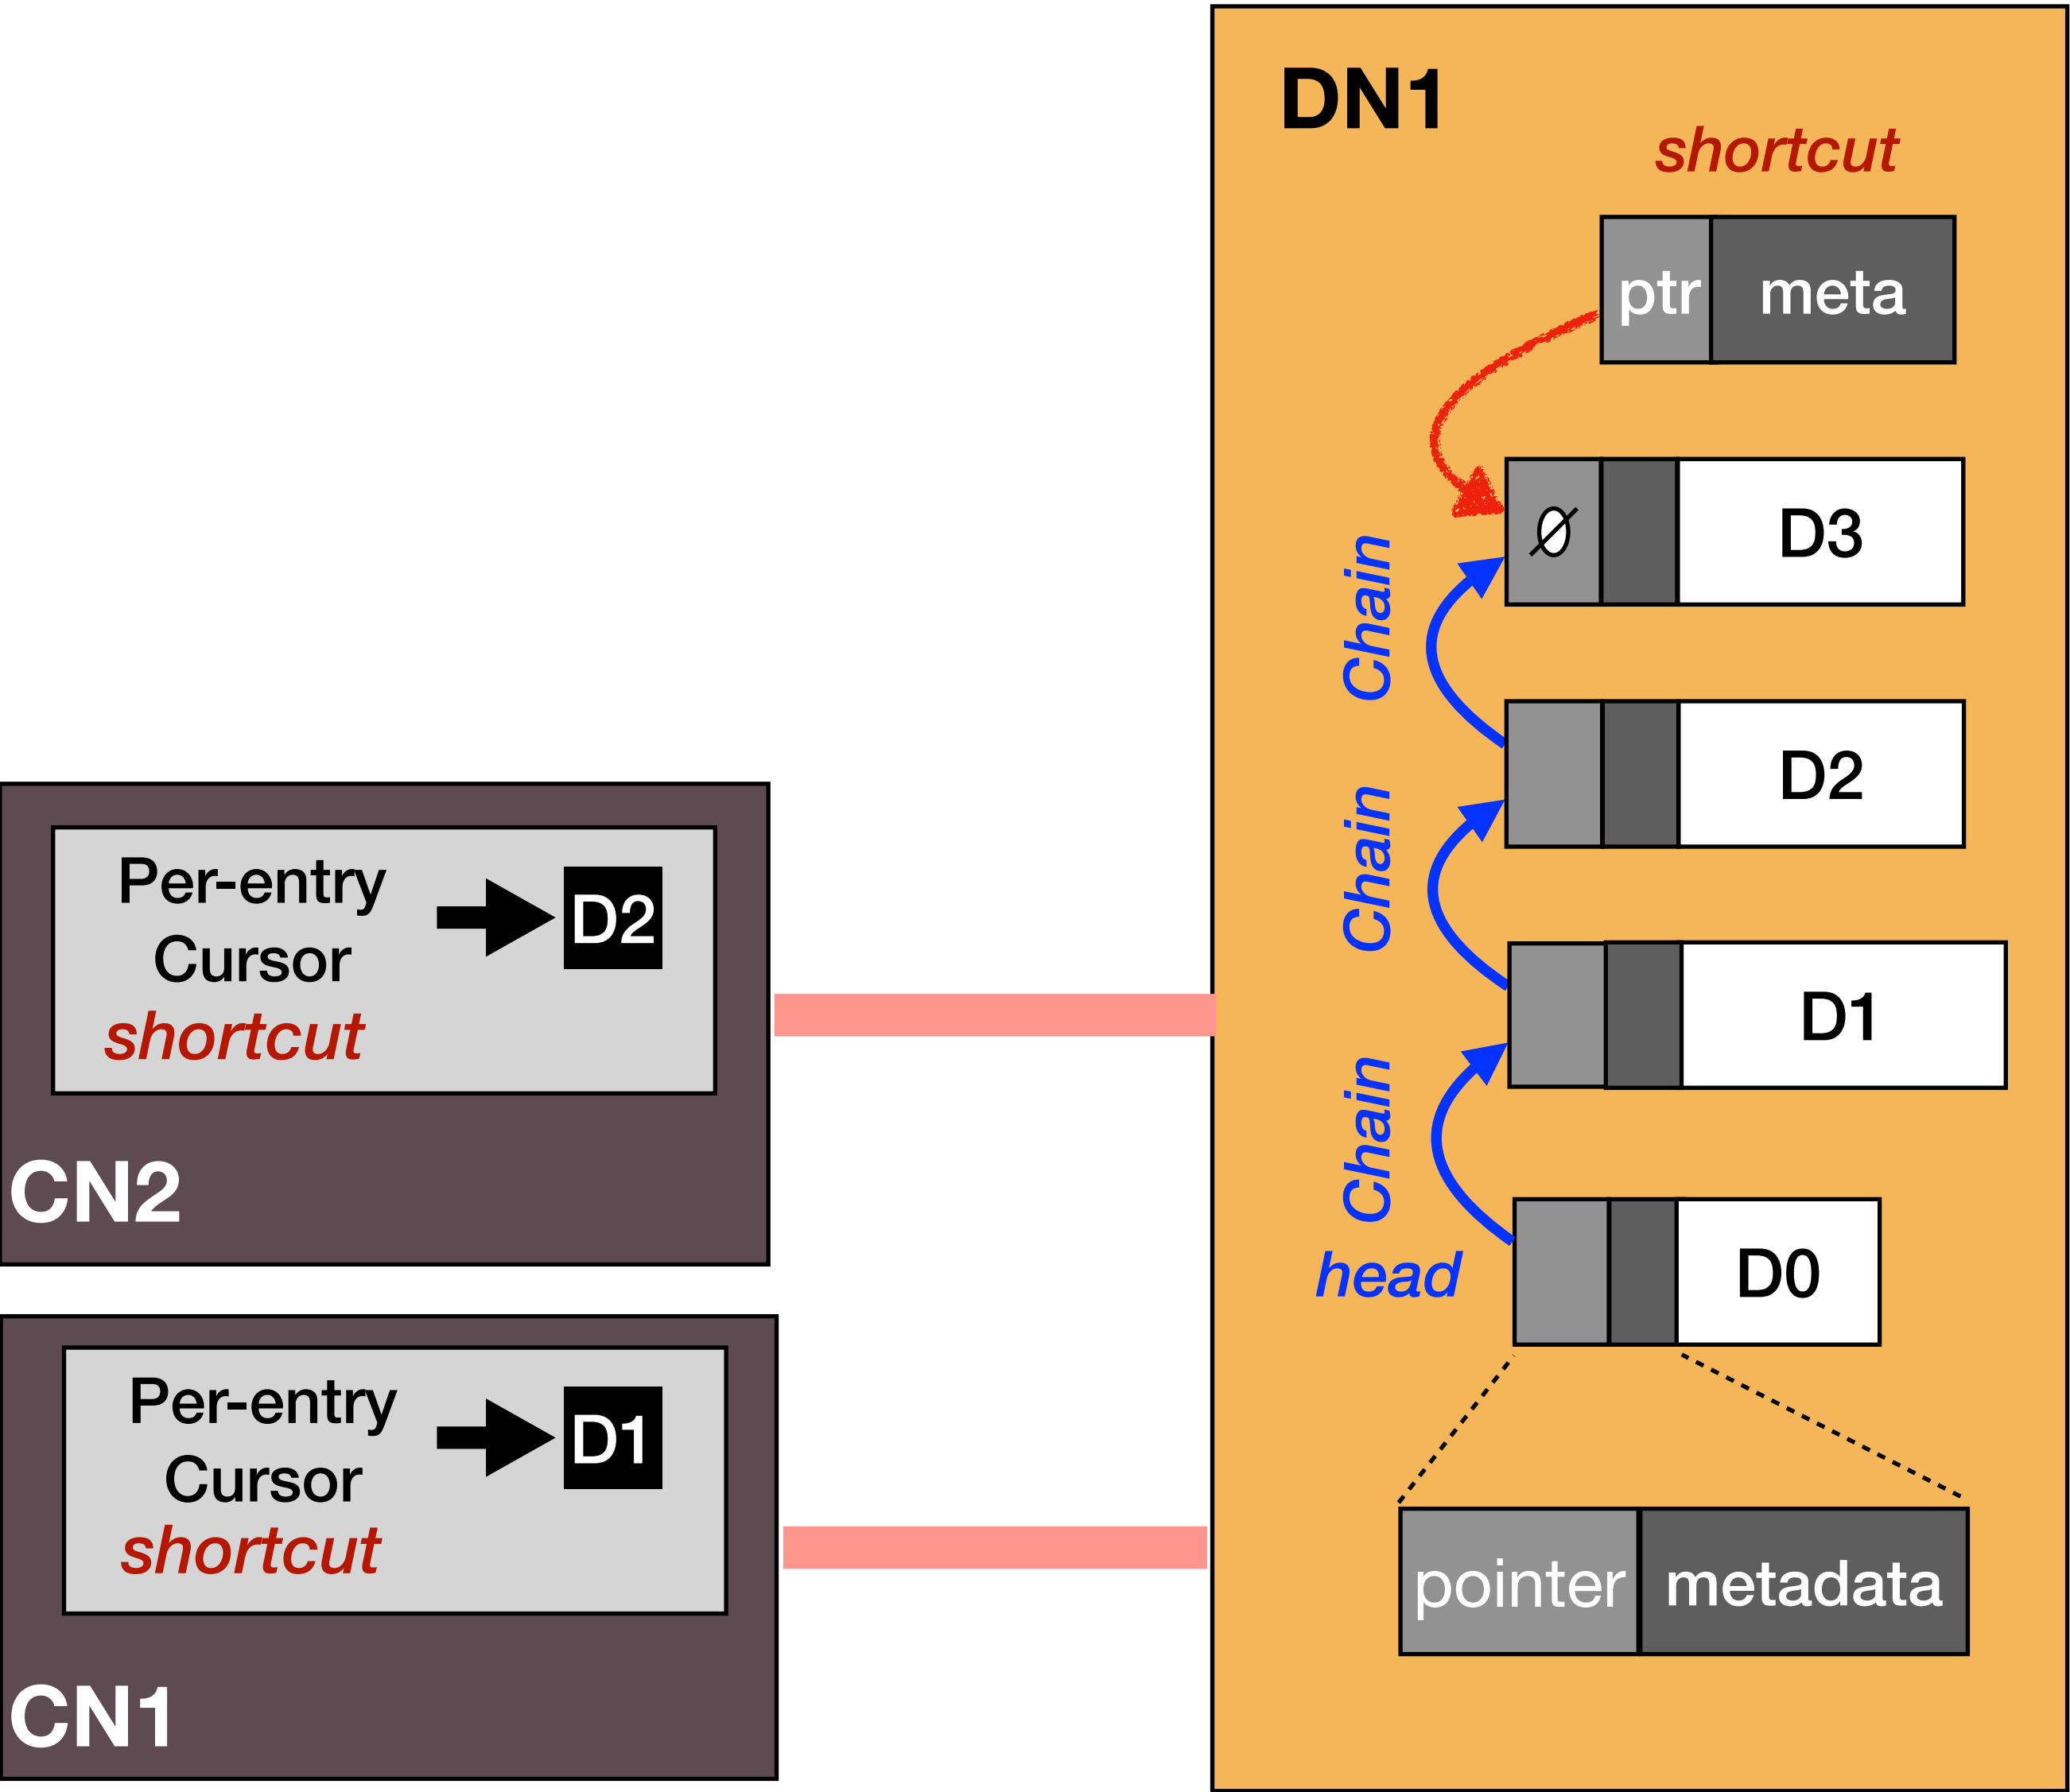 DN1
shortcut
ptr
meta
Ø
D3
Chain
D2
Chain
D1
Chain
head
D0
pointer
metadata
Per-entry
Cursor
shortcut
D2
CN2
Per-entry
Cursor
shortcut
D1
CN1